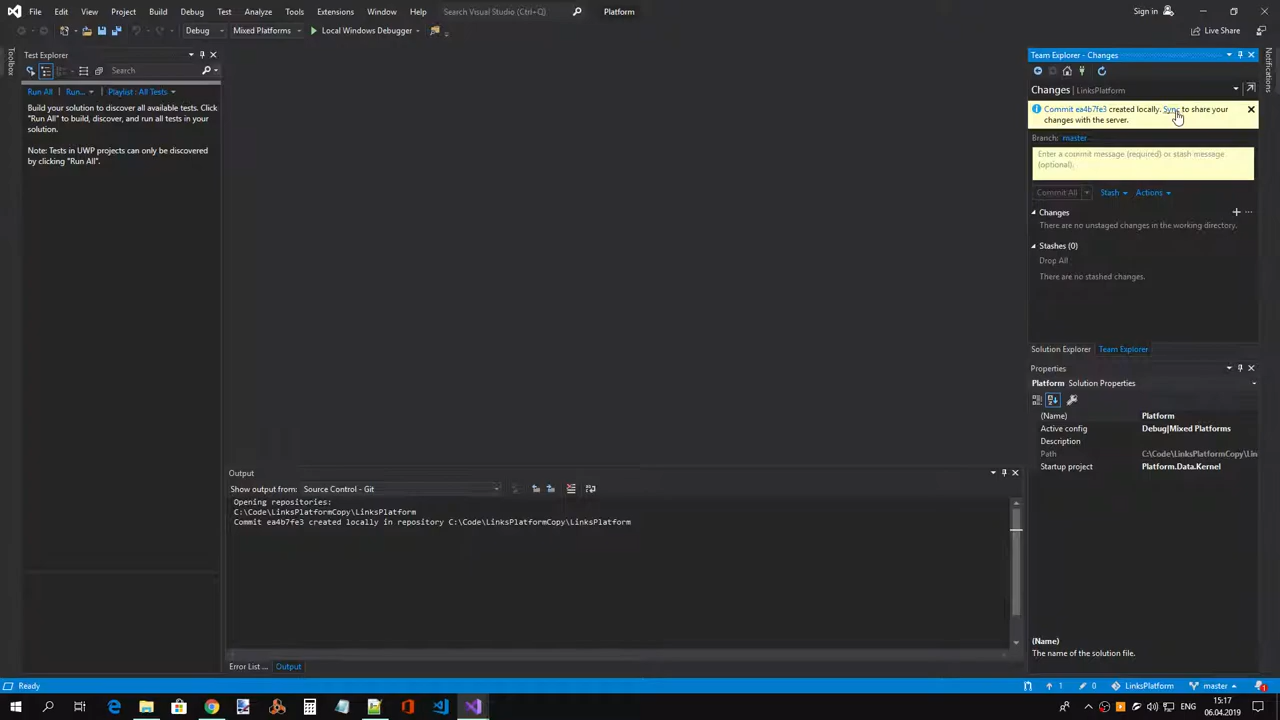 File Edit View Project Build Debug Test Analyze Tools Extensions Window Help Search Visual Studio (Ctrl+Q) Platform Sign in
Debug Mixed Platforms Local Windows Debugger Live Share
Toolbox
Test Explorer
Search
Run All | Run... | Playlist : All Tests
Build your solution to discover all available tests. Click
"Run All" to build, discover, and run all tests in your
solution.
Note: Tests in UWP projects can only be discovered
by clicking "Run All".
Team Explorer - Changes
Changes | LinksPlatform
Commit ea4b7fe3 created locally. Sync to share your
changes with the server.
Branch: master
Enter a commit message (required) or stash message
(optional).
Commit All Stash Actions
Changes
There are no unstaged changes in the working directory.
Stashes (0)
Drop All
There are no stashed changes.
Solution Explorer Team Explorer
Notifications
Properties
Platform Solution Properties
(Name) Platform
Active config Debug|Mixed Platforms
Description
Path C:\Code\LinksPlatformCopy\Lin
Startup project Platform.Data.Kernel
(Name)
The name of the solution file.
Output
Show output from: Source Control - Git
Opening repositories:
C:\Code\LinksPlatformCopy\LinksPlatform
Commit ea4b7fe3 created locally in repository C:\Code\LinksPlatformCopy\LinksPlatform
Error List ... Output
Ready 1 0 LinksPlatform master 1
ENG 15:17
06.04.2019